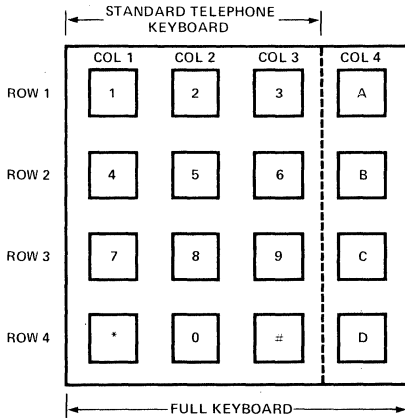 STANDARD TELEPHONE
KEYBOARD
COL 1 COL 2 COL 3 COL 4
ROW 1 1 2 3 A
ROW 2 4 5 6 B
ROW 3 7 8 9 C
ROW 4 * 0 # D
FULL KEYBOARD